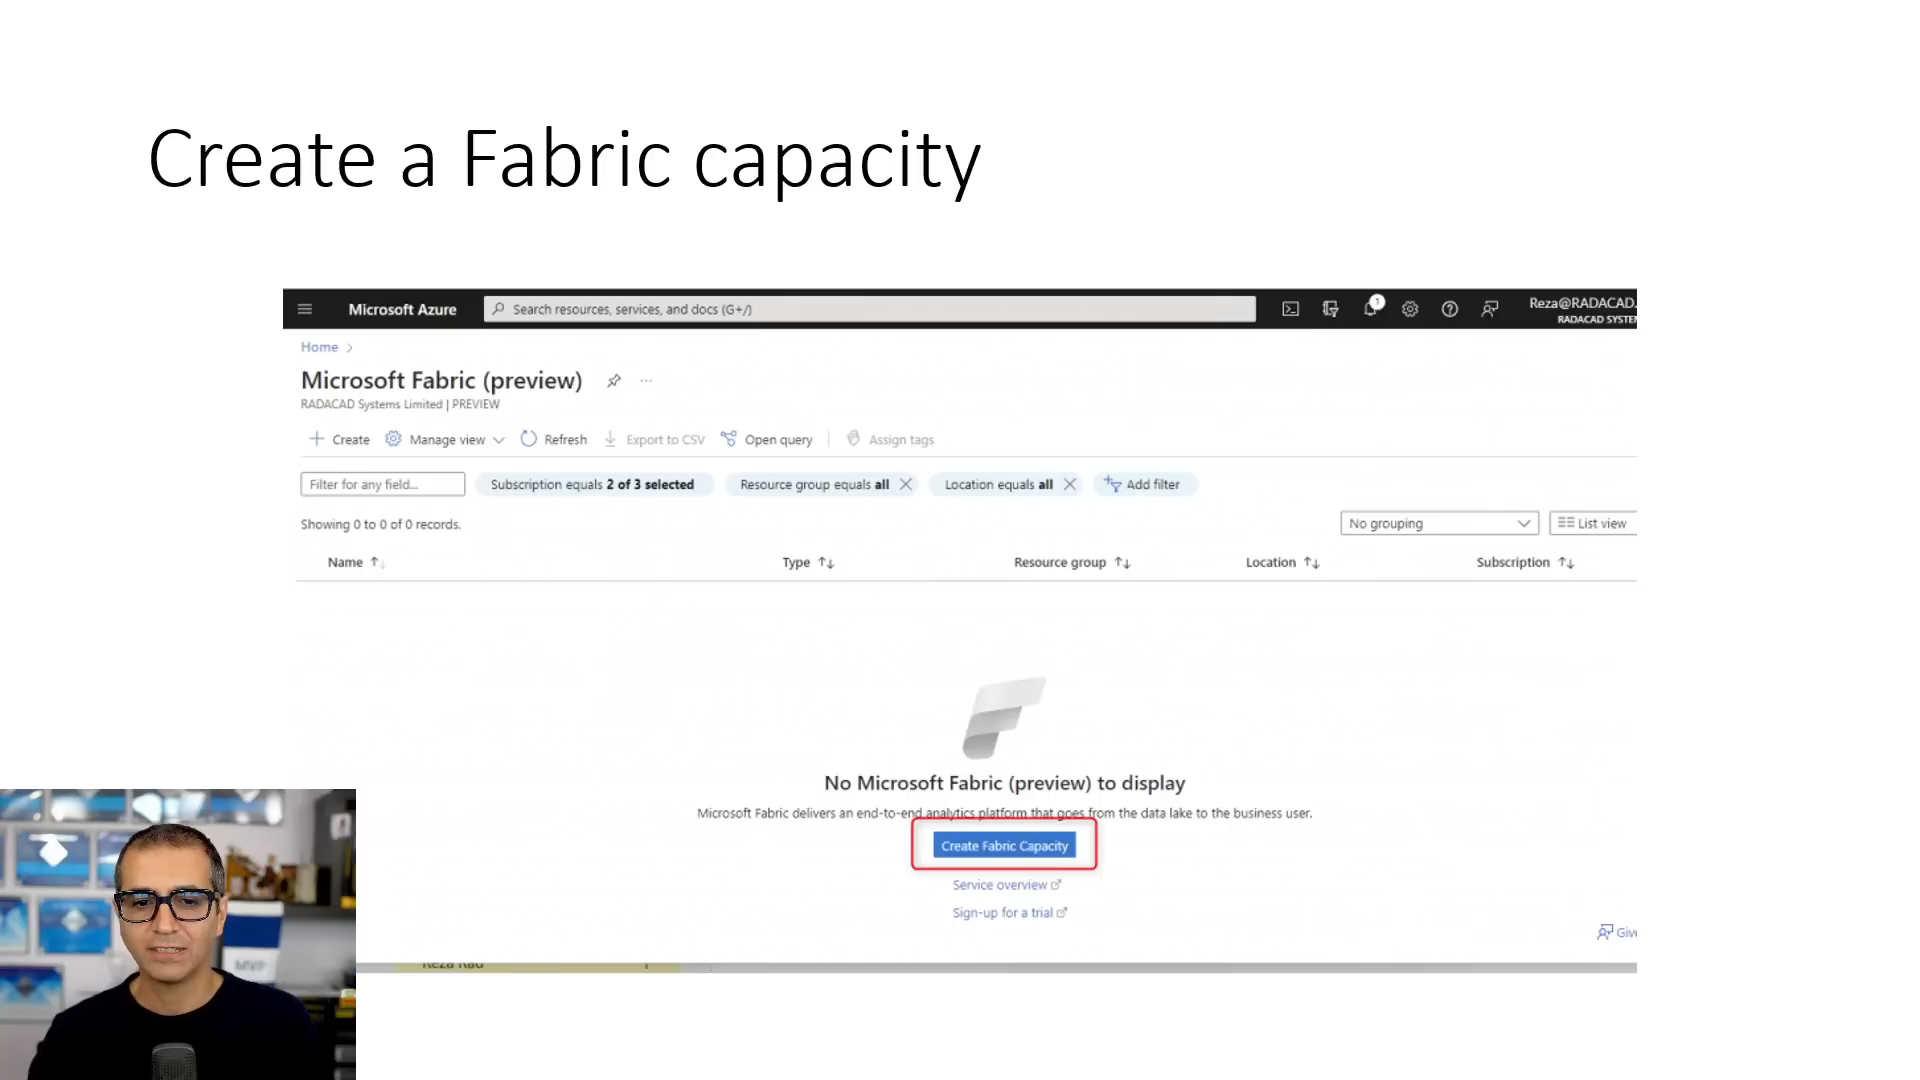 Create a Fabric capacity
Microsoft Azure
Search resources, services, and docs (G+/)
1
Reza@RADACAD.
RADACAD SYSTEM
Home
Microsoft Fabric (preview)
...
RADACAD Systems Limited | PREVIEW
Create
Manage view
Refresh
Export to CSV
Open query
Assign tags
Filter for any field...
Subscription equals 2 of 3 selected
Resource group equals all
Location equals all
Add filter
Showing 0 to 0 of 0 records.
No grouping
List view
Name
Type
Resource group
Location
Subscription
No Microsoft Fabric (preview) to display
Microsoft Fabric delivers an end-to-end analytics platform that goes from the data lake to the business user.
Create Fabric Capacity
Service overview
Sign-up for a trial
Give
Reza Rad
MVP